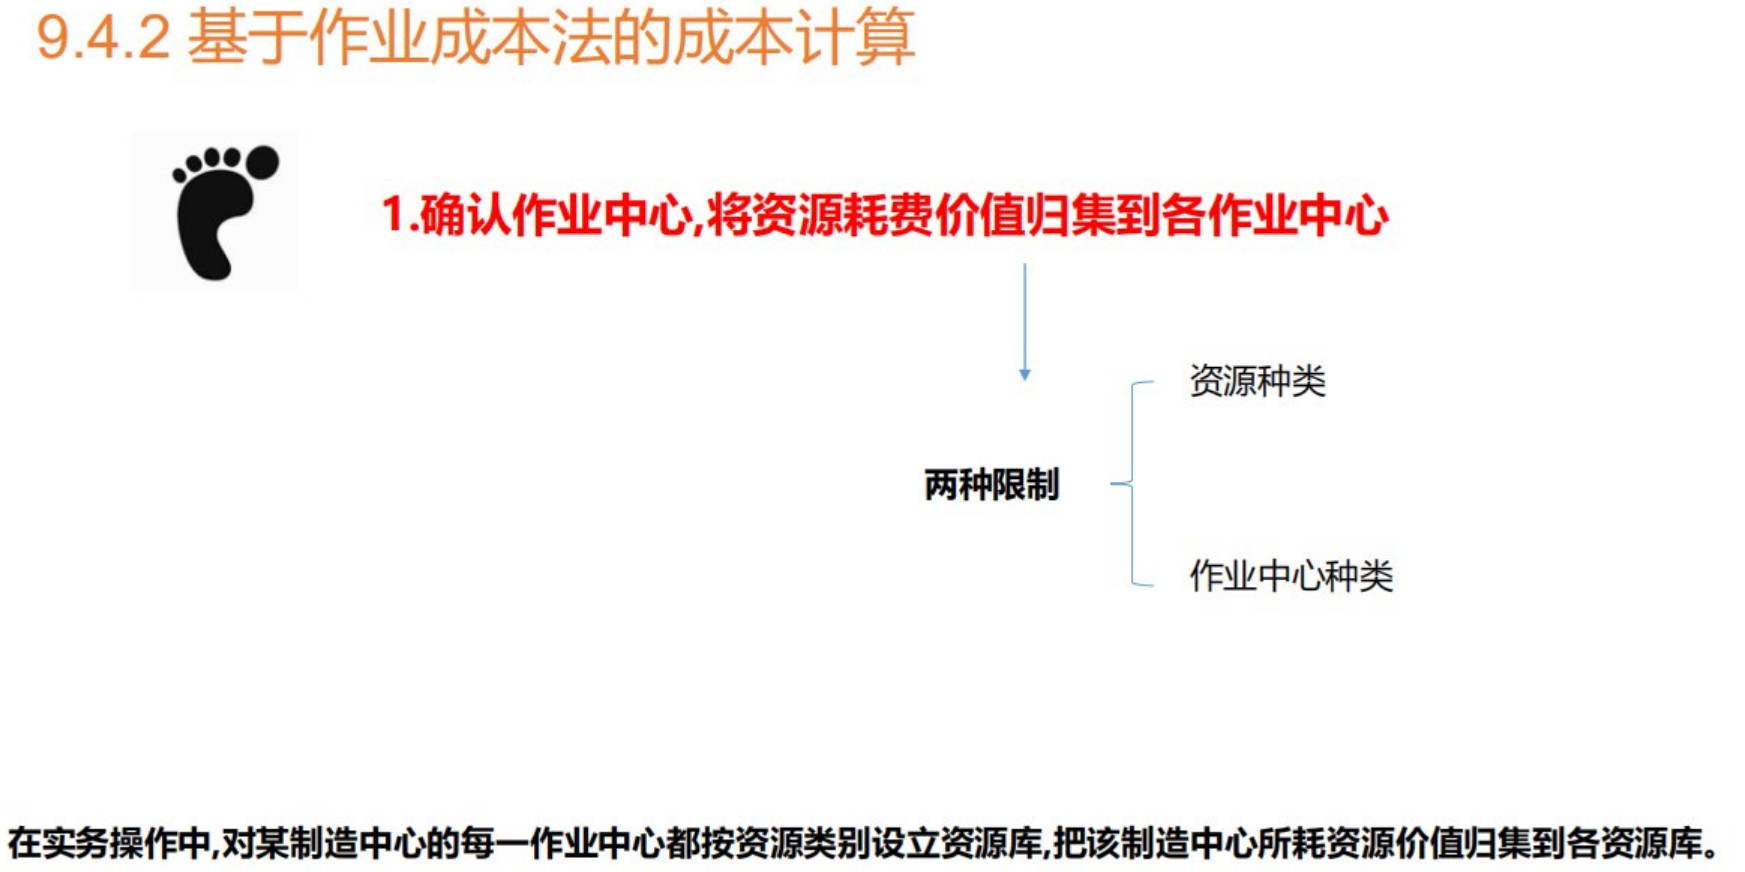 9.4.2 基于作业成本法的成本计算
1.确认作业中心,将资源耗费价值归集到各作业中心
资源种类
两种限制
作业中心种类
在实务操作中,对某制造中心的每一作业中心都按资源类别设立资源库,把该制造中心所耗资源价值归集到各资源库。